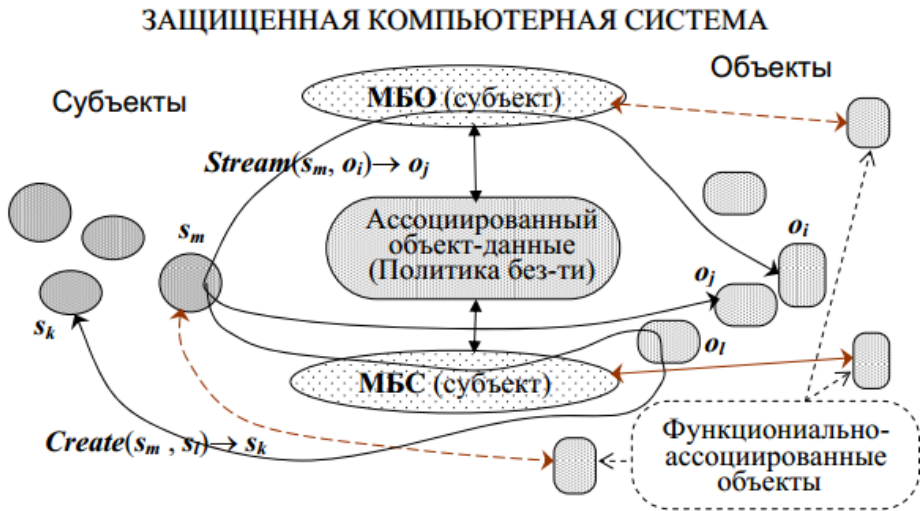 ЗАЩИЩЕННАЯ КОМПЬЮТЕРНАЯ СИСТЕМА
Субъекты
Объекты
МБО (субъект)
Stream(sm, oi)→ oj
Ассоциированный
объект-данные
(Политика без-ти)
sm
sk
oi
oj
ol
МБС (субъект)
Create(sm , sl)→ sk
Функциониально-
ассоциированные
объекты